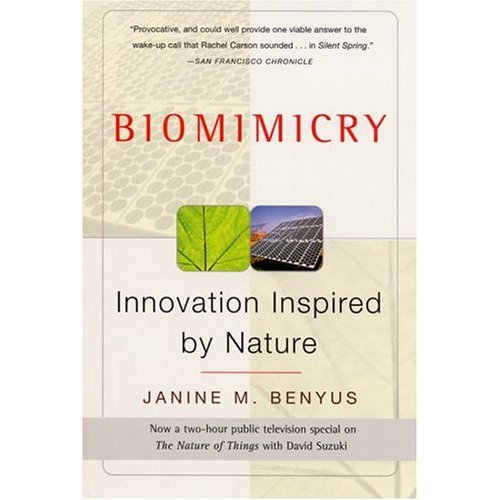 "Provocative, and could well provide one viable answer to the
wake-up call that Rachel Carson sounded . . . in Silent Spring."
—SAN FRANCISCO CHRONICLE
BIOMIMICRY
Innovation Inspired
by Nature
JANINE M. BENYUS
Now a two-hour public television special on
The Nature of Things with David Suzuki